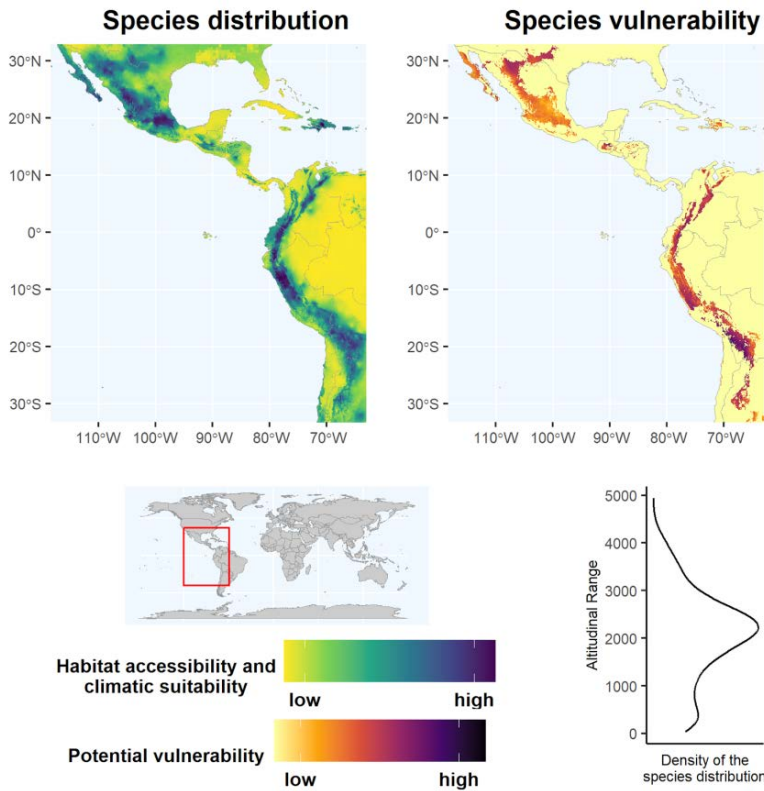 Species distribution
Species vulnerability
30°N
20°N
10°N
0°
10°S
20°S
30°S
110°W 100°W 90°W 80°W 70°W
30°N
20°N
10°N
0°
10°S
20°S
30°S
110°W 100°W 90°W 80°W 70°W
Habitat accessibility and
climatic suitability
low high
Potential vulnerability
low high
Altitudinal Range
5000
4000
3000
2000
1000
0
Density of the
species distribution